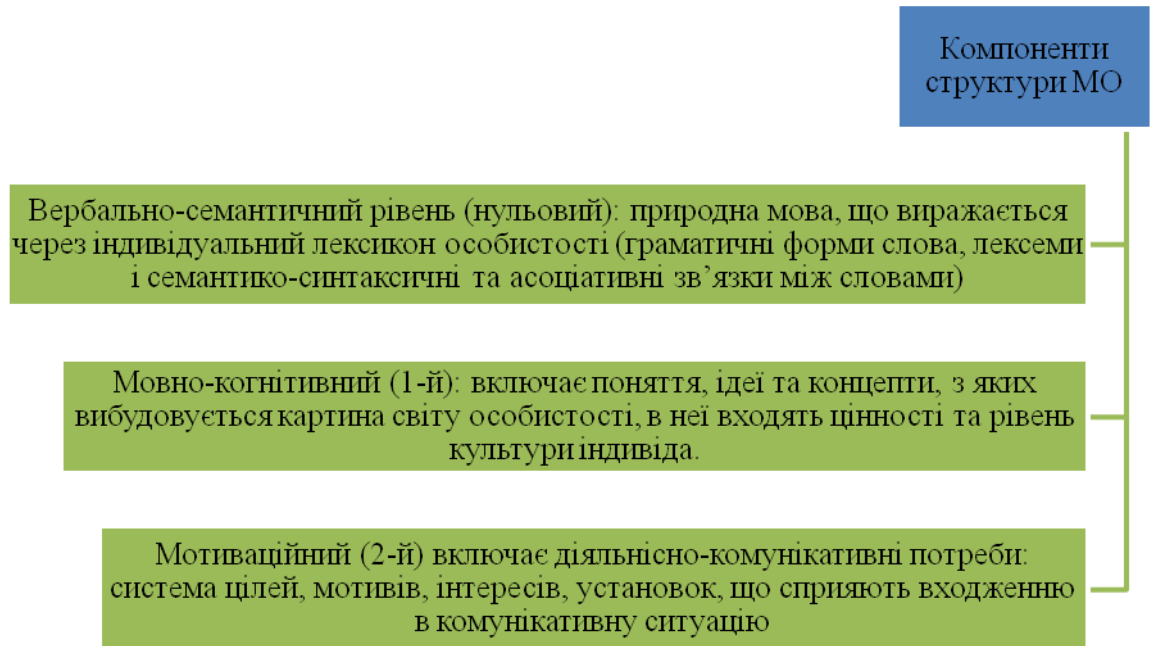 Компоненти
структури МО
Вербально-семантичний рівень (нульовий): природна мова, що виражається
через індивідуальний лексикон особистості (граматичні форми слова, лексеми
і семантико-синтаксичні та асоціативні зв’язки між словами)
Мовно-когнітивний (1-й): включає поняття, ідеї та концепти, з яких
вибудовується картина світу особистості, в неї входять цінності та рівень
культури індивіда.
Мотиваційний (2-й) включає діяльнісно-комунікативні потреби:
система цілей, мотивів, інтересів, установок, що сприяють входженню
в комунікативну ситуацію